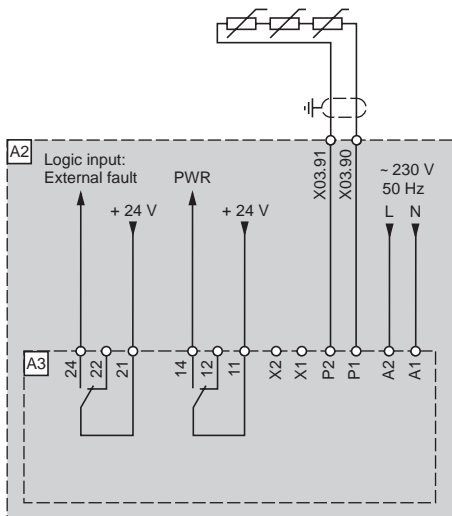 A2
Logic input:
External fault
PWR
X03.91
X03.90
~ 230 V
50 Hz
+ 24 V
+ 24 V
L
N
A3
24
22
21
14
12
11
X2
X1
P2
P1
A2
A1